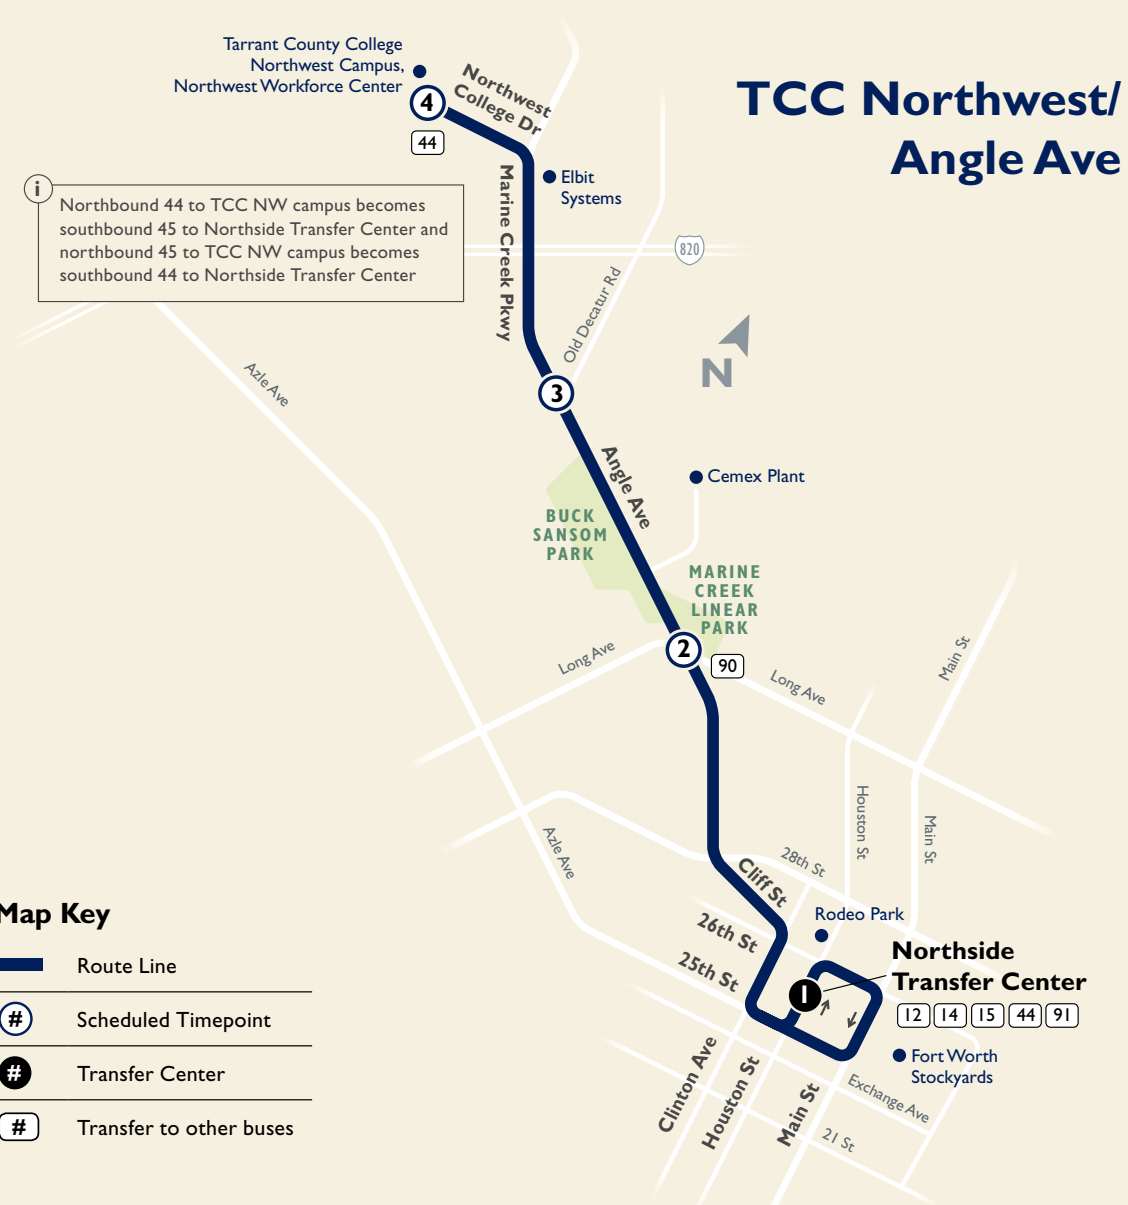 TCC Northwest/
Angle Ave
Tarrant County College
Northwest Campus,
Northwest Workforce Center
4
44
Northwest
College Dr
Elbit
Systems
Marine Creek Pkwy
i
Northbound 44 to TCC NW campus becomes
southbound 45 to Northside Transfer Center and
northbound 45 to TCC NW campus becomes
southbound 44 to Northside Transfer Center
820
Old Decatur Rd
N
Azle Ave
3
Angle Ave
Cemex Plant
BUCK
SANSOM
PARK
MARINE
CREEK
LINEAR
PARK
2
90
Long Ave
Long Ave
Main St
Houston St
Main St
Azle Ave
28th St
Cliff St
Rodeo Park
26th St
25th St
Northside
Transfer Center
1
12
14
15
44
91
Fort Worth
Stockyards
Clinton Ave
Houston St
Main St
Exchange Ave
21 St
Map Key
Route Line
#
Scheduled Timepoint
#
Transfer Center
#
Transfer to other buses